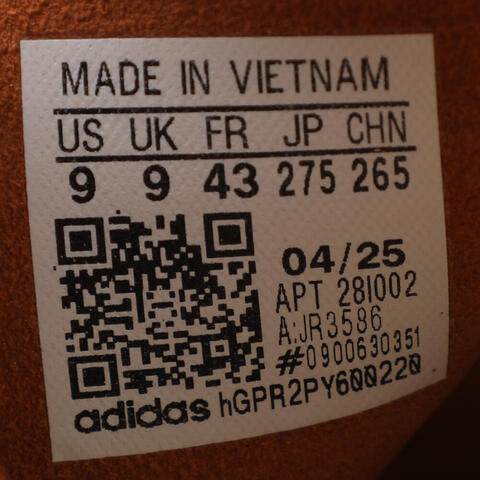 MADE IN VIETNAM
US UK FR JP CHN
9 9 43 275 265
04/25
APT 281002
A:JR3586
#0900630351
adidas hGPR2PY600220